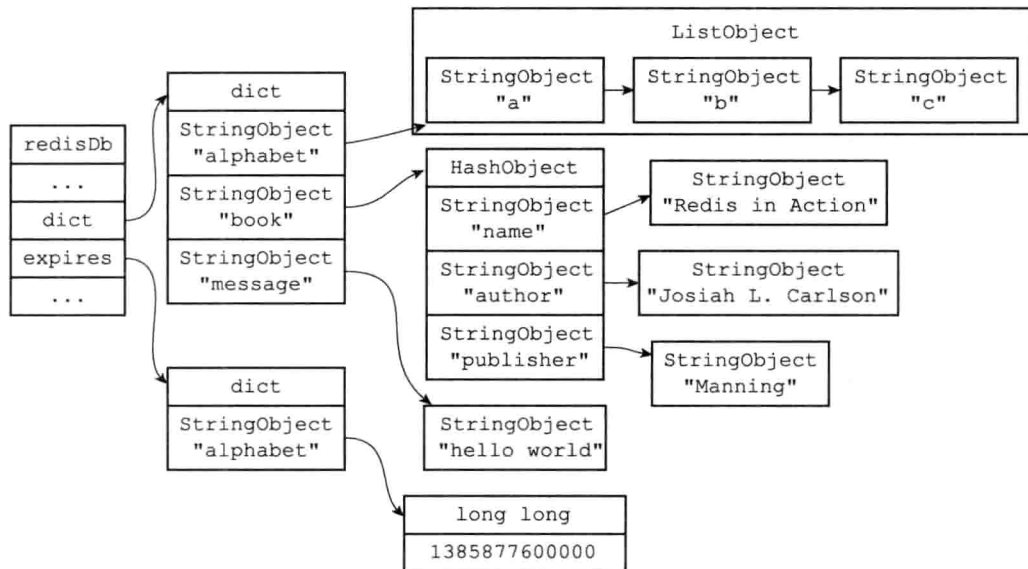 redisDb
...
dict
expires
...
dict
StringObject
"alphabet"
StringObject
"book"
StringObject
"message"
dict
StringObject
"alphabet"
ListObject
StringObject
"a"
StringObject
"b"
StringObject
"c"
HashObject
StringObject
"name"
StringObject
"author"
StringObject
"publisher"
StringObject
"Redis in Action"
StringObject
"Josiah L. Carlson"
StringObject
"Manning"
StringObject
"hello world"
long long
1385877600000